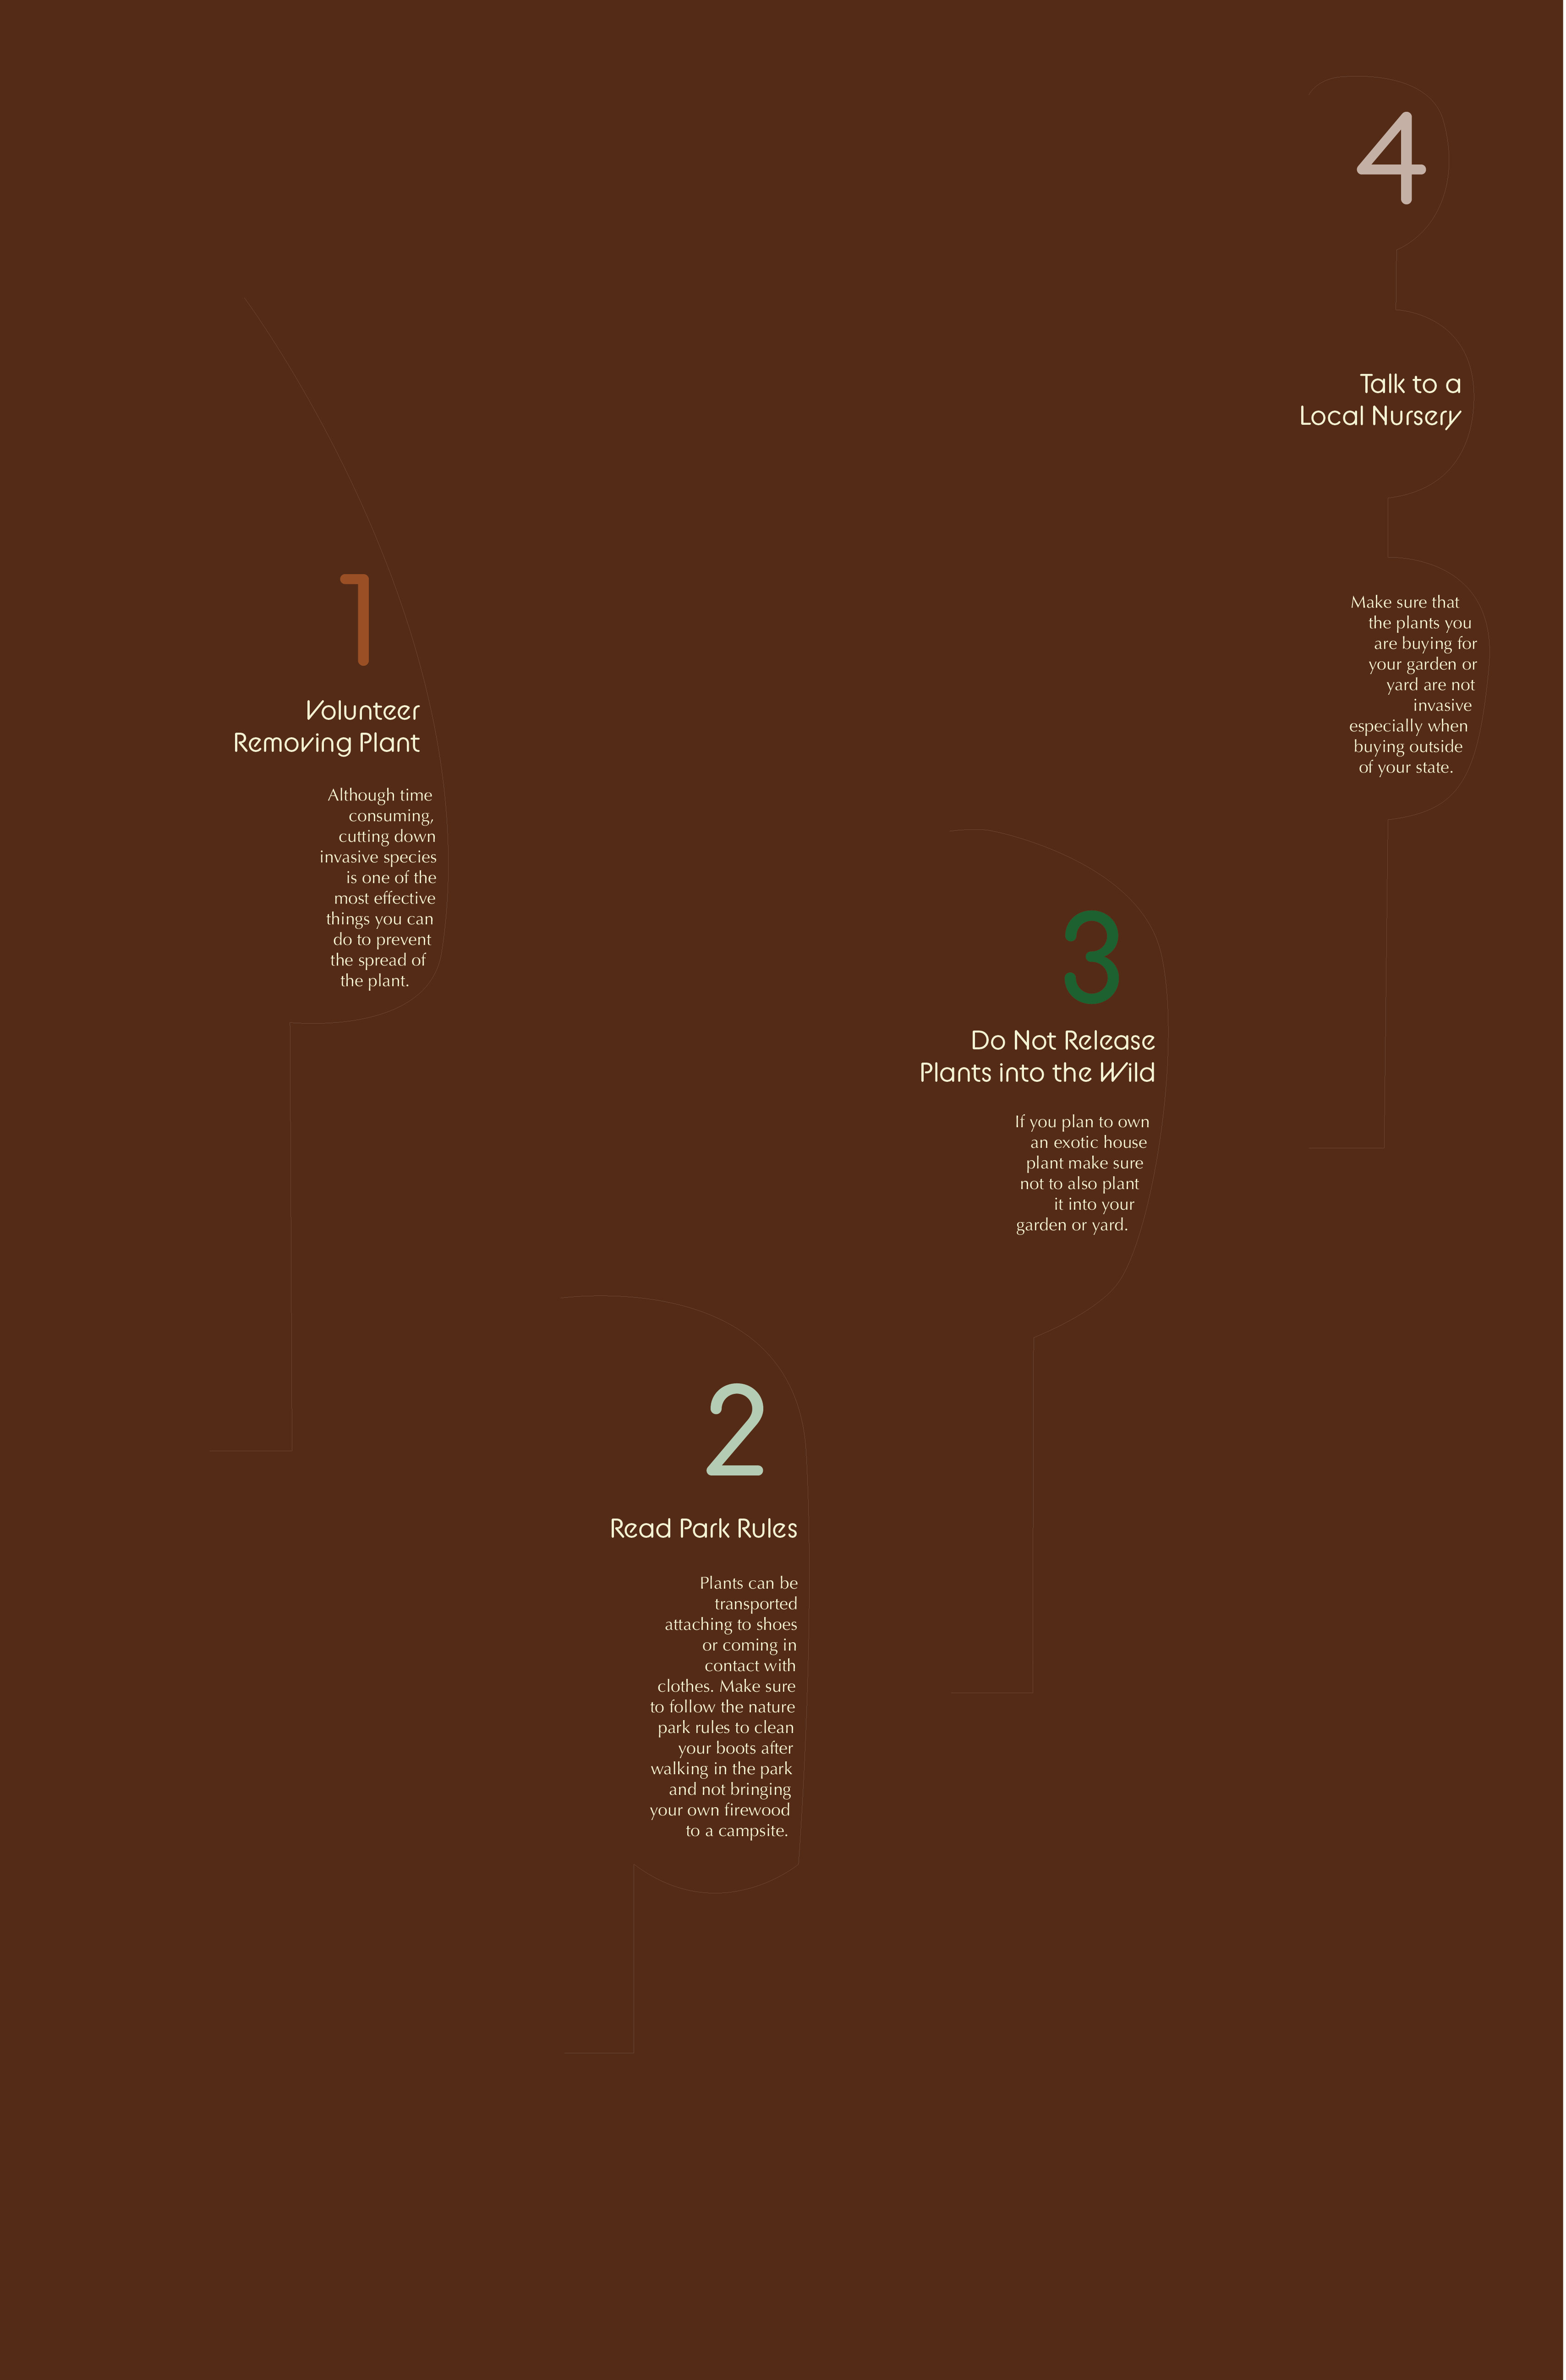 1
Volunteer
Removing Plant
Although time
consuming,
cutting down
invasive species
is one of the
most effective
things you can
do to prevent
the spread of
the plant.
2
Read Park Rules
Plants can be
transported
attaching to shoes
or coming in
contact with
clothes. Make sure
to follow the nature
park rules to clean
your boots after
walking in the park
and not bringing
your own firewood
to a campsite.
3
Do Not Release
Plants into the Wild
If you plan to own
an exotic house
plant make sure
not to also plant
it into your
garden or yard.
4
Talk to a
Local Nursery
Make sure that
the plants you
are buying for
your garden or
yard are not
invasive
especially when
buying outside
of your state.